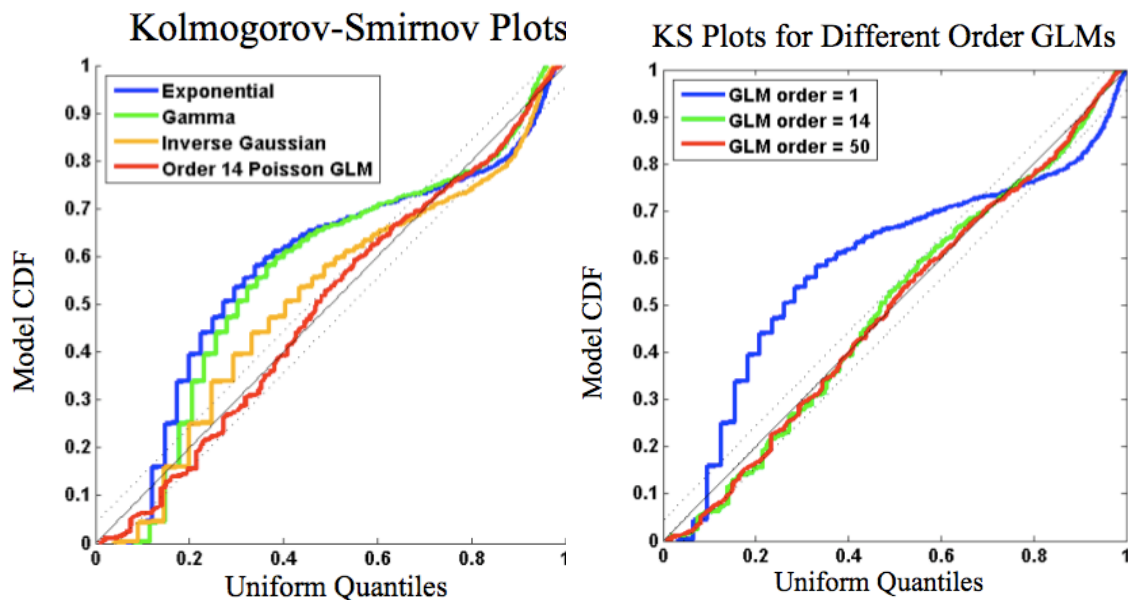 Kolmogorov-Smirnov Plots
1
0.9
0.8
0.7
0.6
0.5
0.4
0.3
0.2
0.1
0
Model CDF
Exponential
Gamma
Inverse Gaussian
Order 14 Poisson GLM
0 0.2 0.4 0.6 0.8 1
Uniform Quantiles
KS Plots for Different Order GLMs
1
0.9
0.8
0.7
0.6
0.5
0.4
0.3
0.2
0.1
0
Model CDF
GLM order = 1
GLM order = 14
GLM order = 50
0 0.2 0.4 0.6 0.8 1
Uniform Quantiles